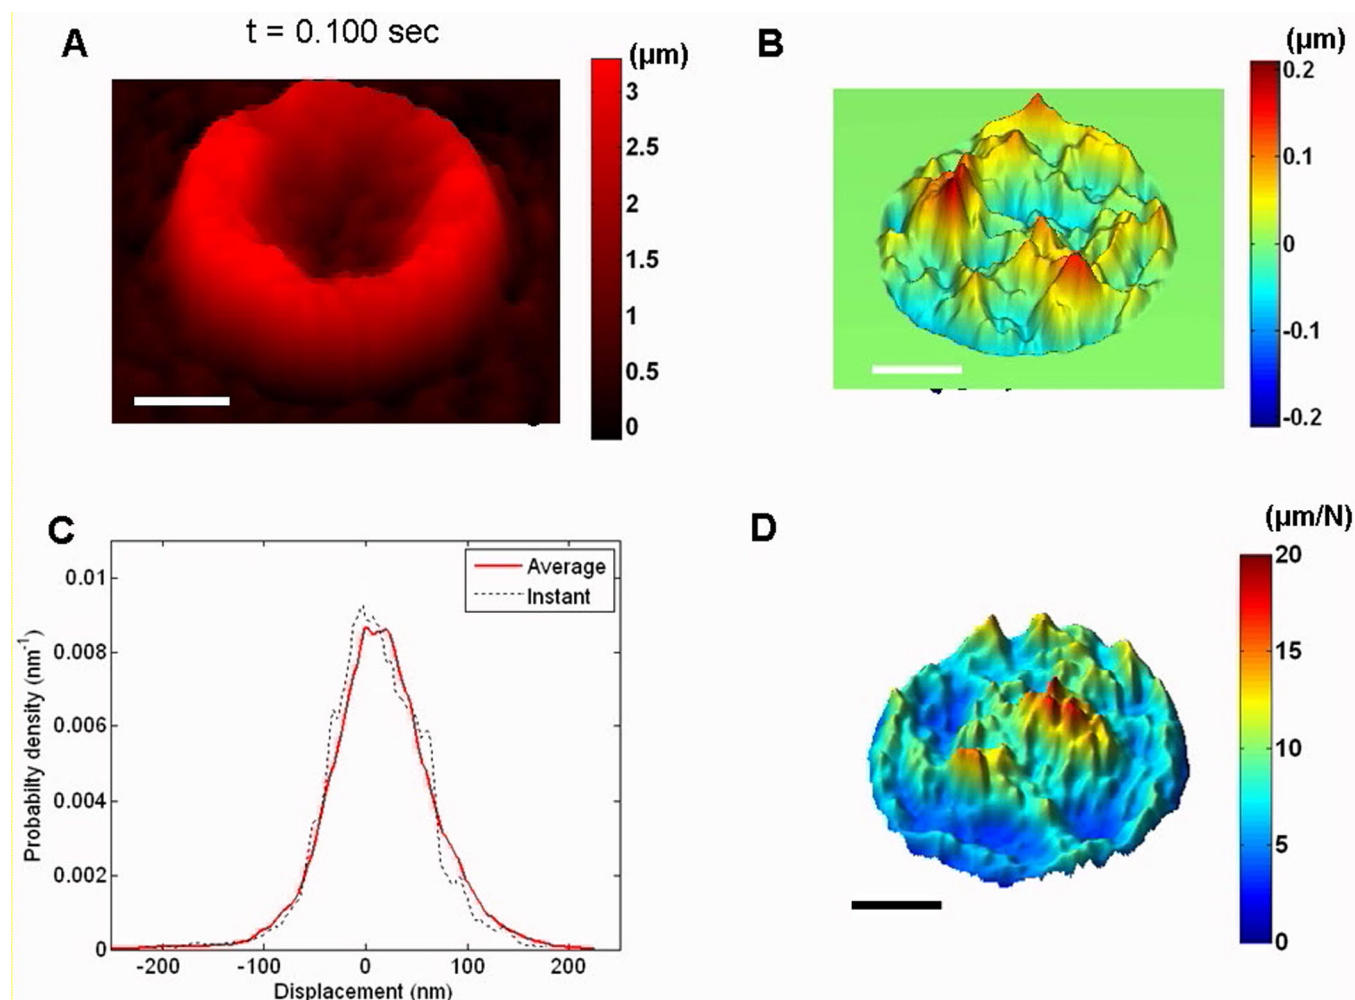 A
t = 0.100 sec
(μm)
3
2.5
2
1.5
1
0.5
0
B
(μm)
0.2
0.1
0
-0.1
-0.2
C
Average
Instant
0.01
0.008
0.006
0.004
0.002
0
Probabilty density (nm-1)
-200 -100 0 100 200
Displacement (nm)
D
(μm/N)
20
15
10
5
0